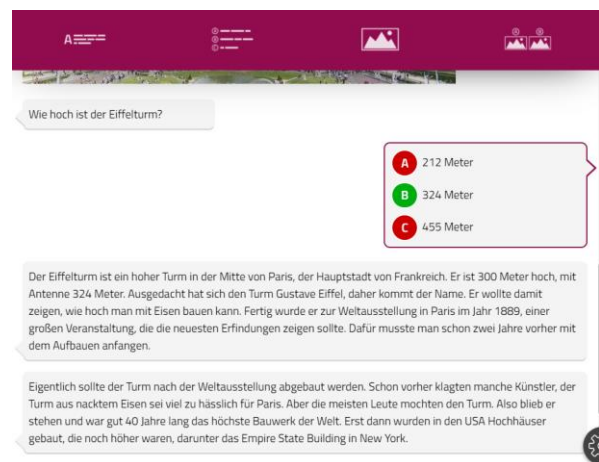 A
A
B
C
A B
Wie hoch ist der Eiffelturm?
A 212 Meter
B 324 Meter
C 455 Meter
Der Eiffelturm ist ein hoher Turm in der Mitte von Paris, der Hauptstadt von Frankreich. Er ist 300 Meter hoch, mit
Antenne 324 Meter. Ausgedacht hat sich den Turm Gustave Eiffel, daher kommt der Name. Er wollte damit
zeigen, wie hoch man mit Eisen bauen kann. Fertig wurde er zur Weltausstellung in Paris im Jahr 1889, einer
großen Veranstaltung, die die neuesten Erfindungen zeigen sollte. Dafür musste man schon zwei Jahre vorher mit
dem Aufbauen anfangen.
Eigentlich sollte der Turm nach der Weltausstellung abgebaut werden. Schon vorher klagten manche Künstler, der
Turm aus nacktem Eisen sei viel zu hässlich für Paris. Aber die meisten Leute mochten den Turm. Also blieb er
stehen und war gut 40 Jahre lang das höchste Bauwerk der Welt. Erst dann wurden in den USA Hochhäuser
gebaut, die noch höher waren, darunter das Empire State Building in New York.